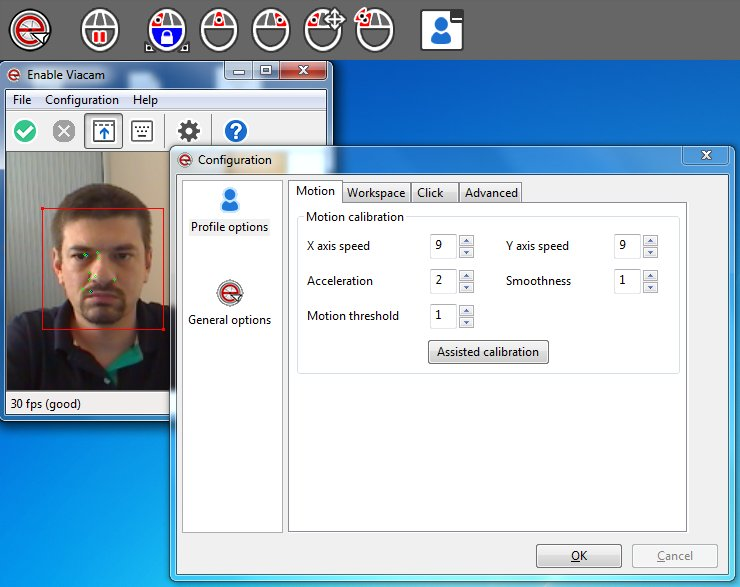 Enable Viacam
File Configuration Help
Configuration
Profile options
General options
Motion Workspace Click Advanced
Motion calibration
X axis speed 9 Y axis speed 9
Acceleration 2 Smoothness 1
Motion threshold 1
Assisted calibration
30 fps (good)
OK Cancel